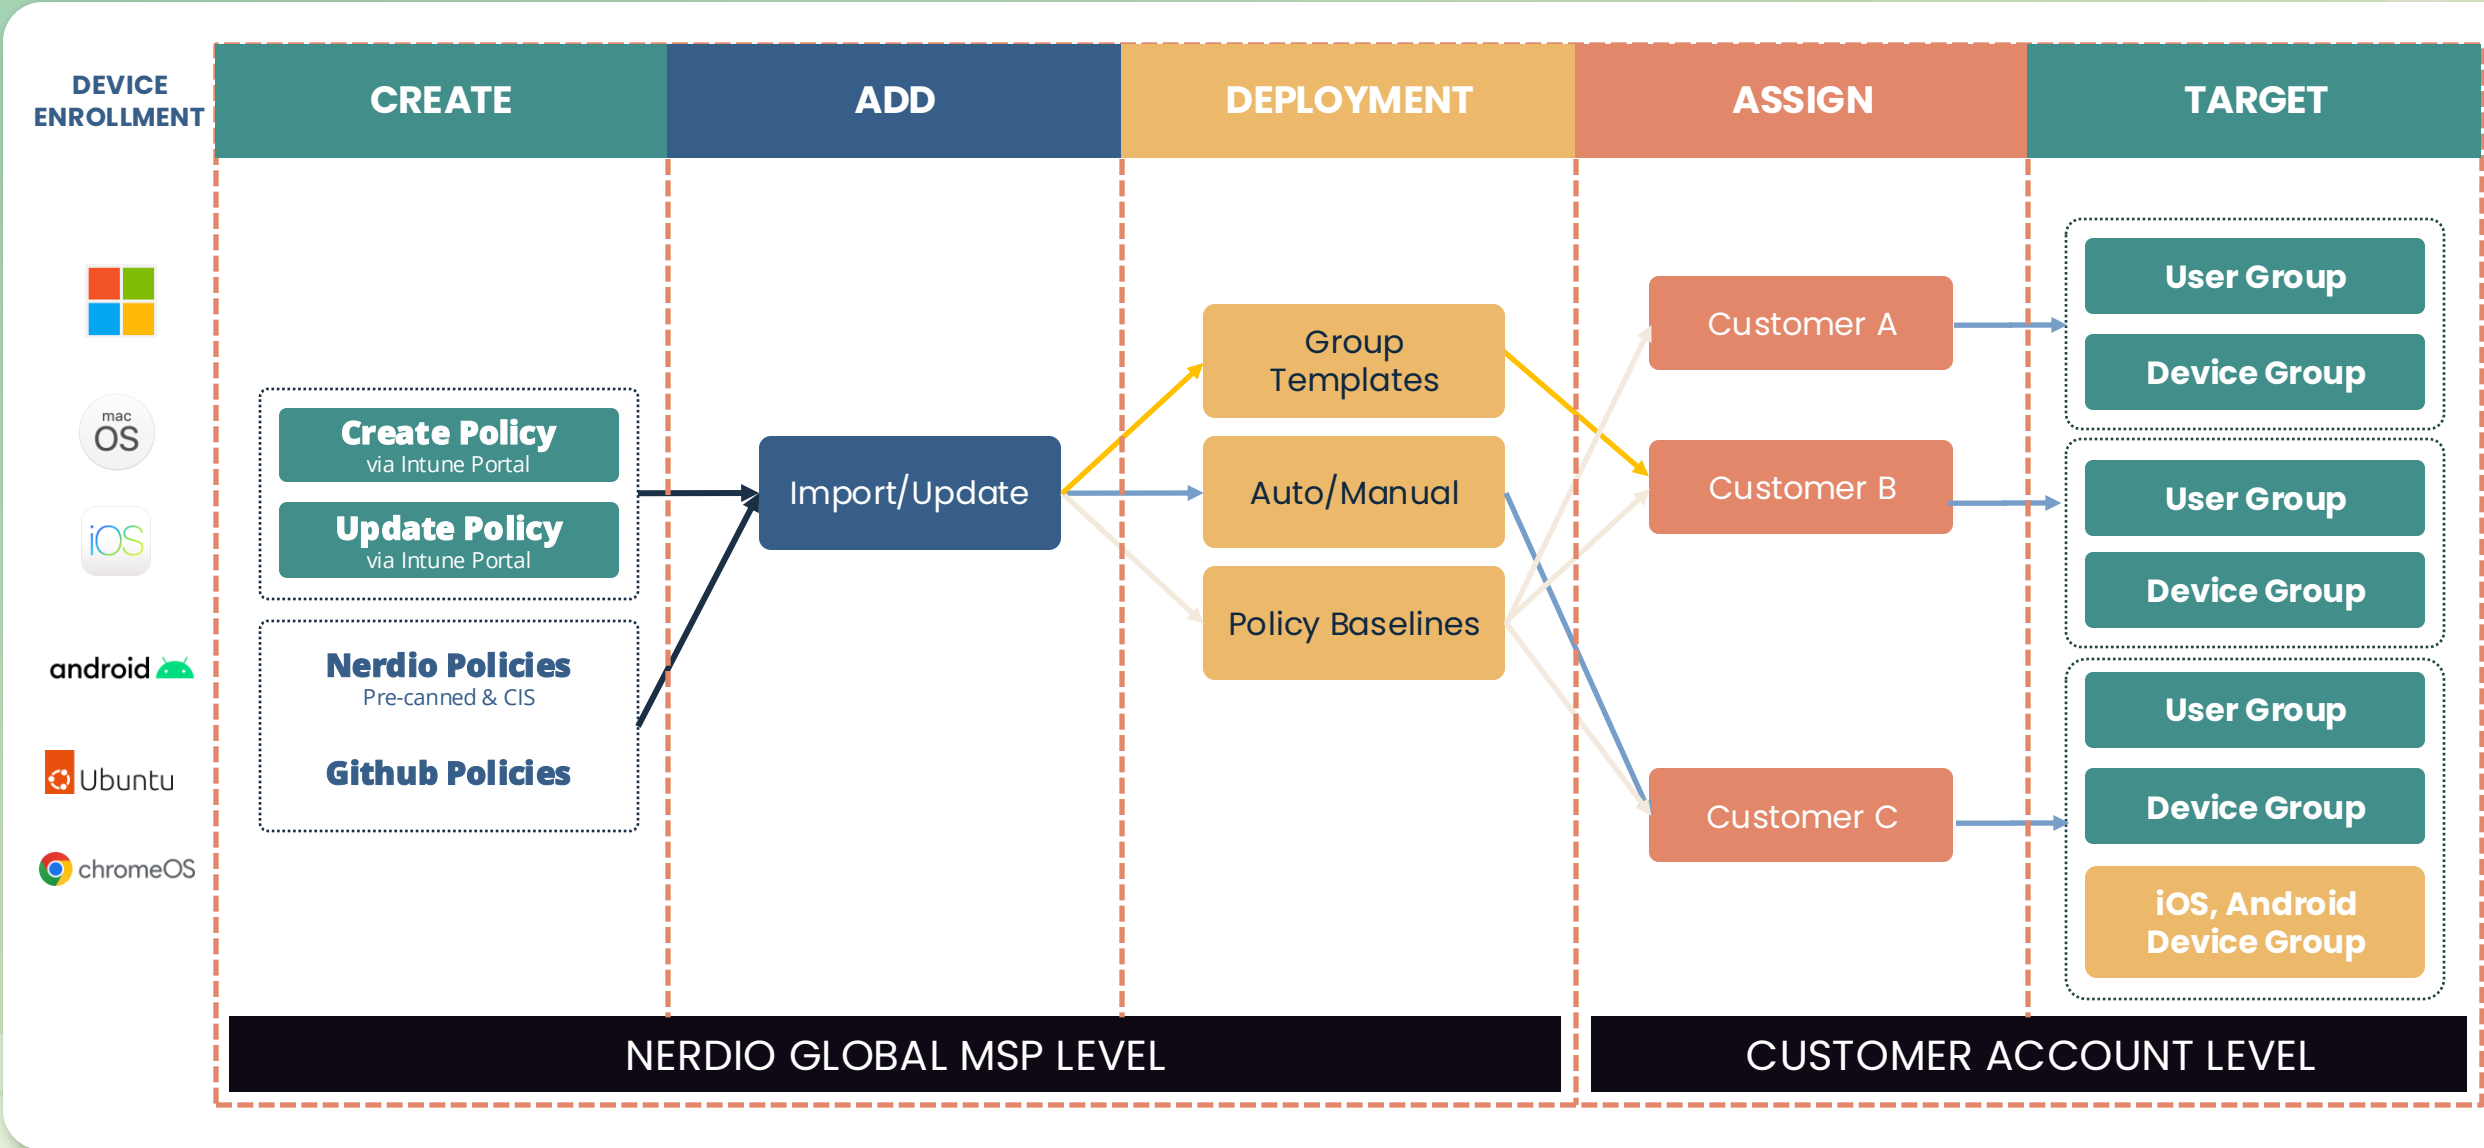 DEVICE
ENROLLMENT
CREATE
ADD
DEPLOYMENT
ASSIGN
TARGET
mac
OS
iOS
android
Ubuntu
chromeOS
Create Policy
via Intune Portal
Update Policy
via Intune Portal
Nerdio Policies
Pre-canned & CIS
Github Policies
Import/Update
Group
Templates
Auto/Manual
Policy Baselines
Customer A
Customer B
Customer C
User Group
Device Group
User Group
Device Group
User Group
Device Group
iOS, Android
Device Group
NERDIO GLOBAL MSP LEVEL
CUSTOMER ACCOUNT LEVEL